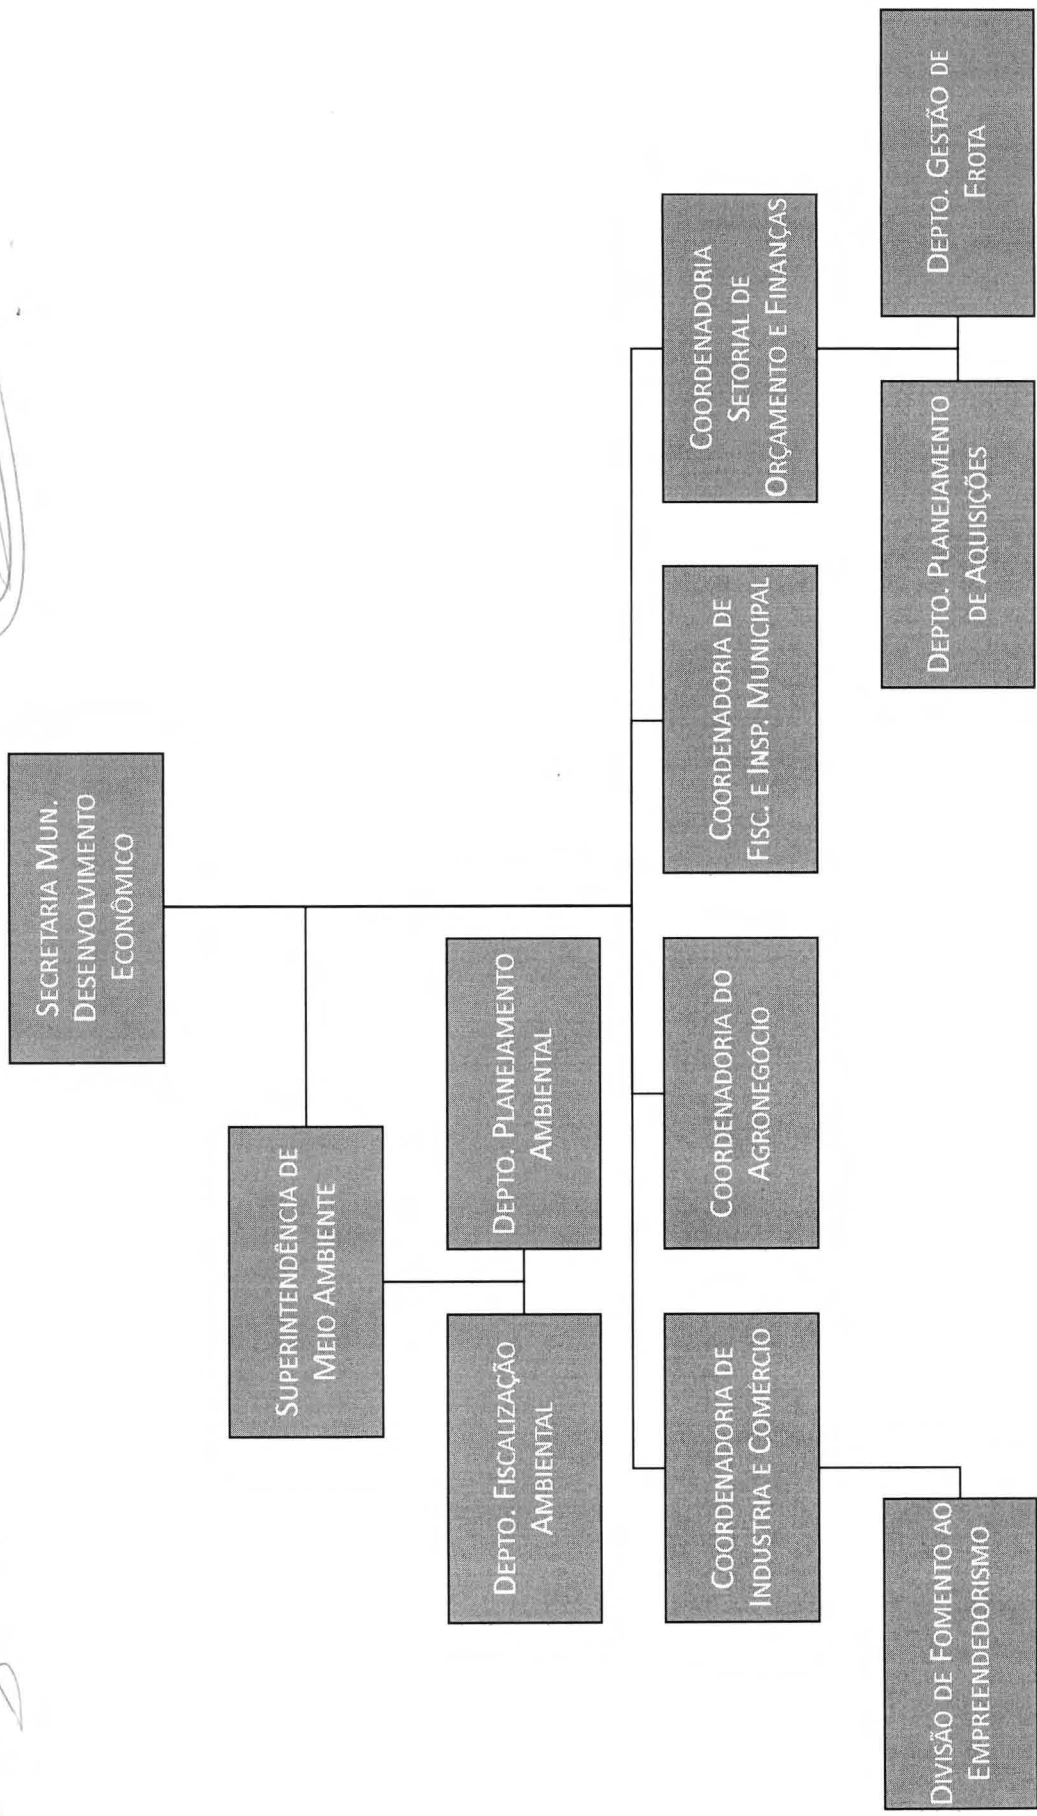 SECRETARIA MUN.
DESENVOLVIMENTO
ECONÔMICO
SUPERINTENDÊNCIA DE
MEIO AMBIENTE
DEPTO. FISCALIZAÇÃO
AMBIENTAL
DEPTO. PLANEJAMENTO
AMBIENTAL
COORDENADORIA DE
INDUSTRIA E COMÉRCIO
COORDENADORIA DO
AGRONEGÓCIO
COORDENADORIA DE
FISC. E INSP. MUNICIPAL
COORDENADORIA
SETORIAL DE
ORÇAMENTO E FINANÇAS
DIVISÃO DE FOMENTO AO
EMPREENDEDORISMO
DEPTO. PLANEJAMENTO
DE AQUISIÇÕES
DEPTO. GESTÃO DE
FROTA